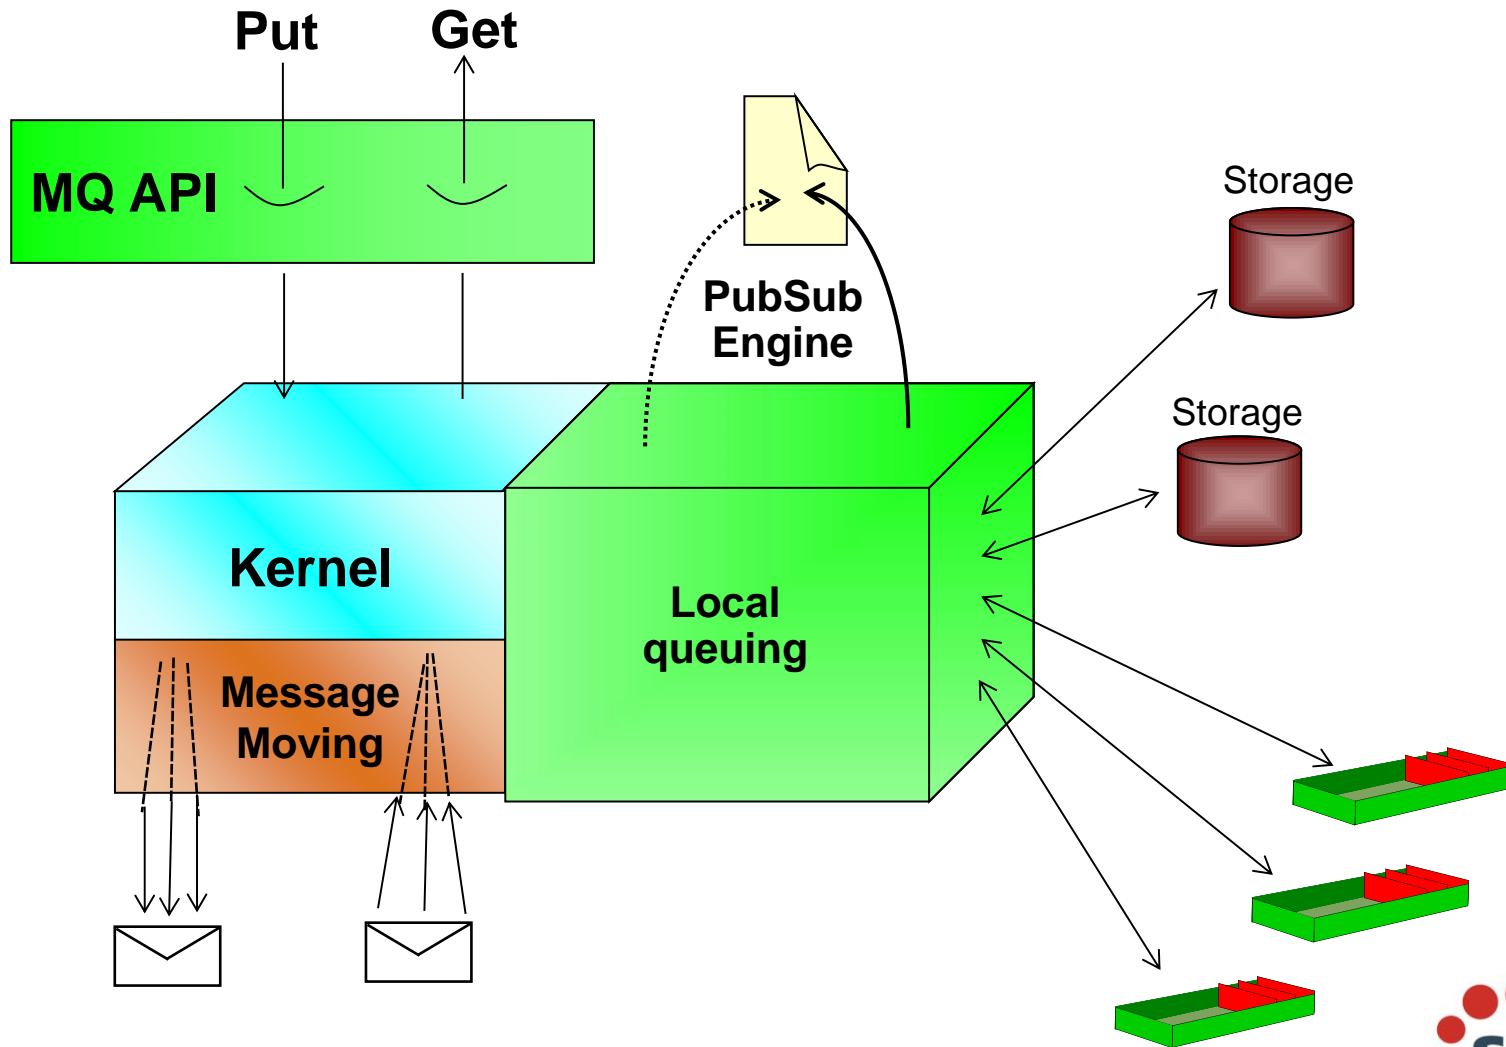 Put
Get
MQ API
Storage
PubSub
Engine
Storage
Kernel
Local
queuing
Message
Moving